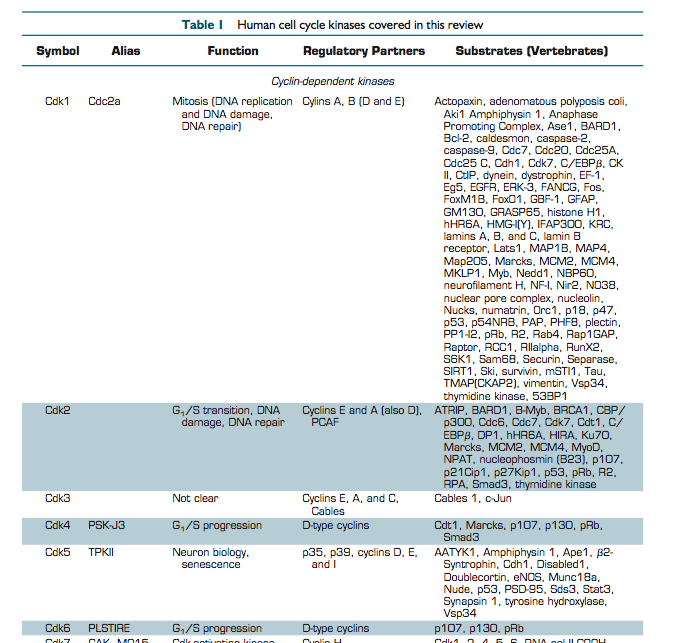 Table I Human cell cycle kinases covered in this review
Symbol Alias Function Regulatory Partners Substrates (Vertebrates)
Cyclin-dependent kinases
Cdk1 Cdc2a Mitosis (DNA replication Cylins A, B (D and E) Actopaxin, adenomatous polyposis coli,
and DNA damage, Aki1 Amphiphysin 1, Anaphase
DNA repair) Promoting Complex, Ase1, BARD1,
Bcl-2, caldesmon, caspase-2,
caspase-9, Cdc7, Cdc20, Cdc25A,
Cdc25 C, Cdh1, Cdk7, C/EBPβ, CK
II, CtIP, dynein, dystrophin, EF-1,
Eg5, EGFR, ERK-3, FANCG, Fos,
FoxM1B, FoxO1, GBF-1, GFAP,
GM130, GRASP65, histone H1,
hHR6A, HMG-I(Y), IFAP300, KRC,
lamins A, B, and C, lamin B
receptor, Lats1, MAP1B, MAP4,
Map205, Marcks, MCM2, MCM4,
MKLP1, Myb, Nedd1, NBP60,
neurofilament H, NF-I, Nir2, NO38,
nuclear pore complex, nucleolin,
Nucks, numatrin, Orc1, p18, p47,
p53, p54NRB, PAP, PHF8, plectin,
PP1-I2, pRb, R2, Rab4, Rap1GAP,
Raptor, RCC1, RIIalpha, RunX2,
S6K1, Sam68, Securin, Separase,
SIRT1, Ski, survivin, mSTI1, Tau,
TMAP(CKAP2), vimentin, Vsp34,
thymidine kinase, 53BP1
Cdk2 G1/S transition, DNA Cyclins E and A (also D), ATRIP, BARD1, B-Myb, BRCA1, CBP/
damage, DNA repair PCAF p300, Cdc6, Cdc7, Cdk7, Cdt1, C/
EBPβ, DP1, hHR6A, HIRA, Ku70,
Marcks, MCM2, MCM4, MyoD,
NPAT, nucleophosmin (B23), p107,
p21Cip1, p27Kip1, p53, pRb, R2,
RPA, Smad3, thymidine kinase
Cdk3 Not clear Cyclins E, A, and C, Cables 1, c-Jun
Cables
Cdk4 PSK-J3 G1/S progression D-type cyclins Cdt1, Marcks, p107, p130, pRb,
Smad3
Cdk5 TPKII Neuron biology, p35, p39, cyclins D, E, AATYK1, Amphiphysin 1, Ape1, β2-
senescence and I Syntrophin, Cdh1, Disabled1,
Doublecortin, eNOS, Munc18a,
Nude, p53, PSD-95, Sds3, Stat3,
Synapsin 1, tyrosine hydroxylase,
Vsp34
Cdk6 PLSTIRE G1/S progression D-type cyclins p107, p130, pRb
Cdk7 CAK, MO15 Cdk-activating kinase, Cyclin H